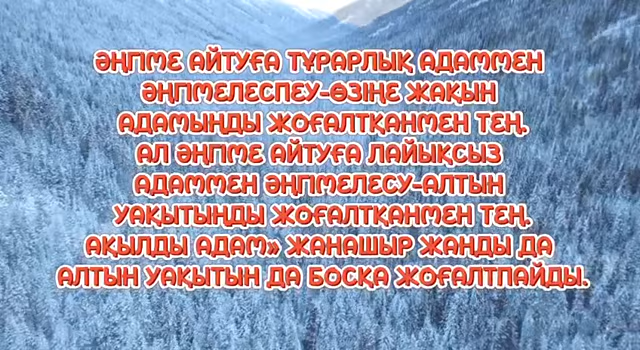 ӘҢГІМЕ АЙТУҒА ТҰРАРЛЫҚ АДАММЕН
ӘҢГІМЕЛЕСПЕУ-ӨЗІҢЕ ЖАҚЫН
АДАМЫҢДЫ ЖОҒАЛТҚАНМЕН ТЕҢ.
АЛ ӘҢГІМЕ АЙТУҒА ЛАЙЫҚСЫЗ
АДАММЕН ӘҢГІМЕЛЕСУ-АЛТЫН
УАҚЫТЫҢДЫ ЖОҒАЛТҚАНМЕН ТЕҢ.
АҚЫЛДЫ АДАМ» ЖАНАШЫР ЖАНДЫ ДА
АЛТЫН УАҚЫТЫН ДА БОСҚА ЖОҒАЛТПАЙДЫ.